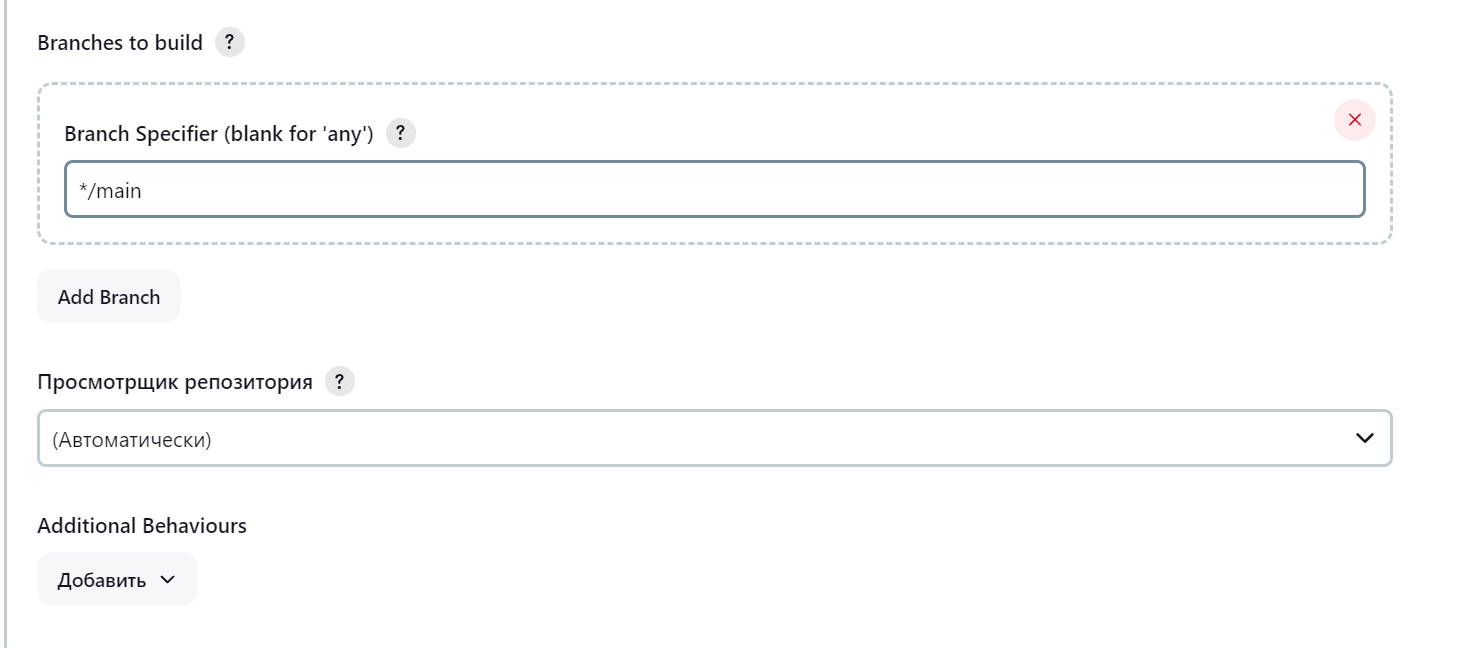 Branches to build ?
Branch Specifier (blank for 'any') ?
*/main
Add Branch
Просмотрщик репозитория ?
(Автоматически)
Additional Behaviours
Добавить